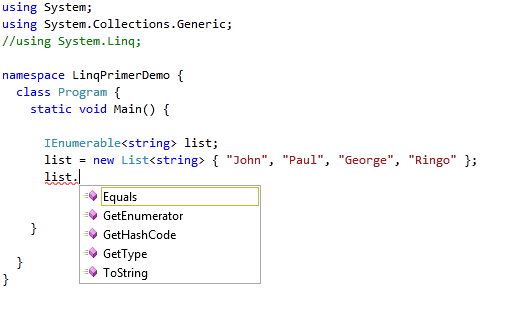 using System;
using System.Collections.Generic;
//using System.Linq;
namespace LinqPrimerDemo {
class Program {
static void Main() {
IEnumerable<string> list;
list = new List<string> { "John", "Paul", "George", "Ringo" };
list.
Equals
GetEnumerator
GetHashCode
GetType
ToString
}
}
}